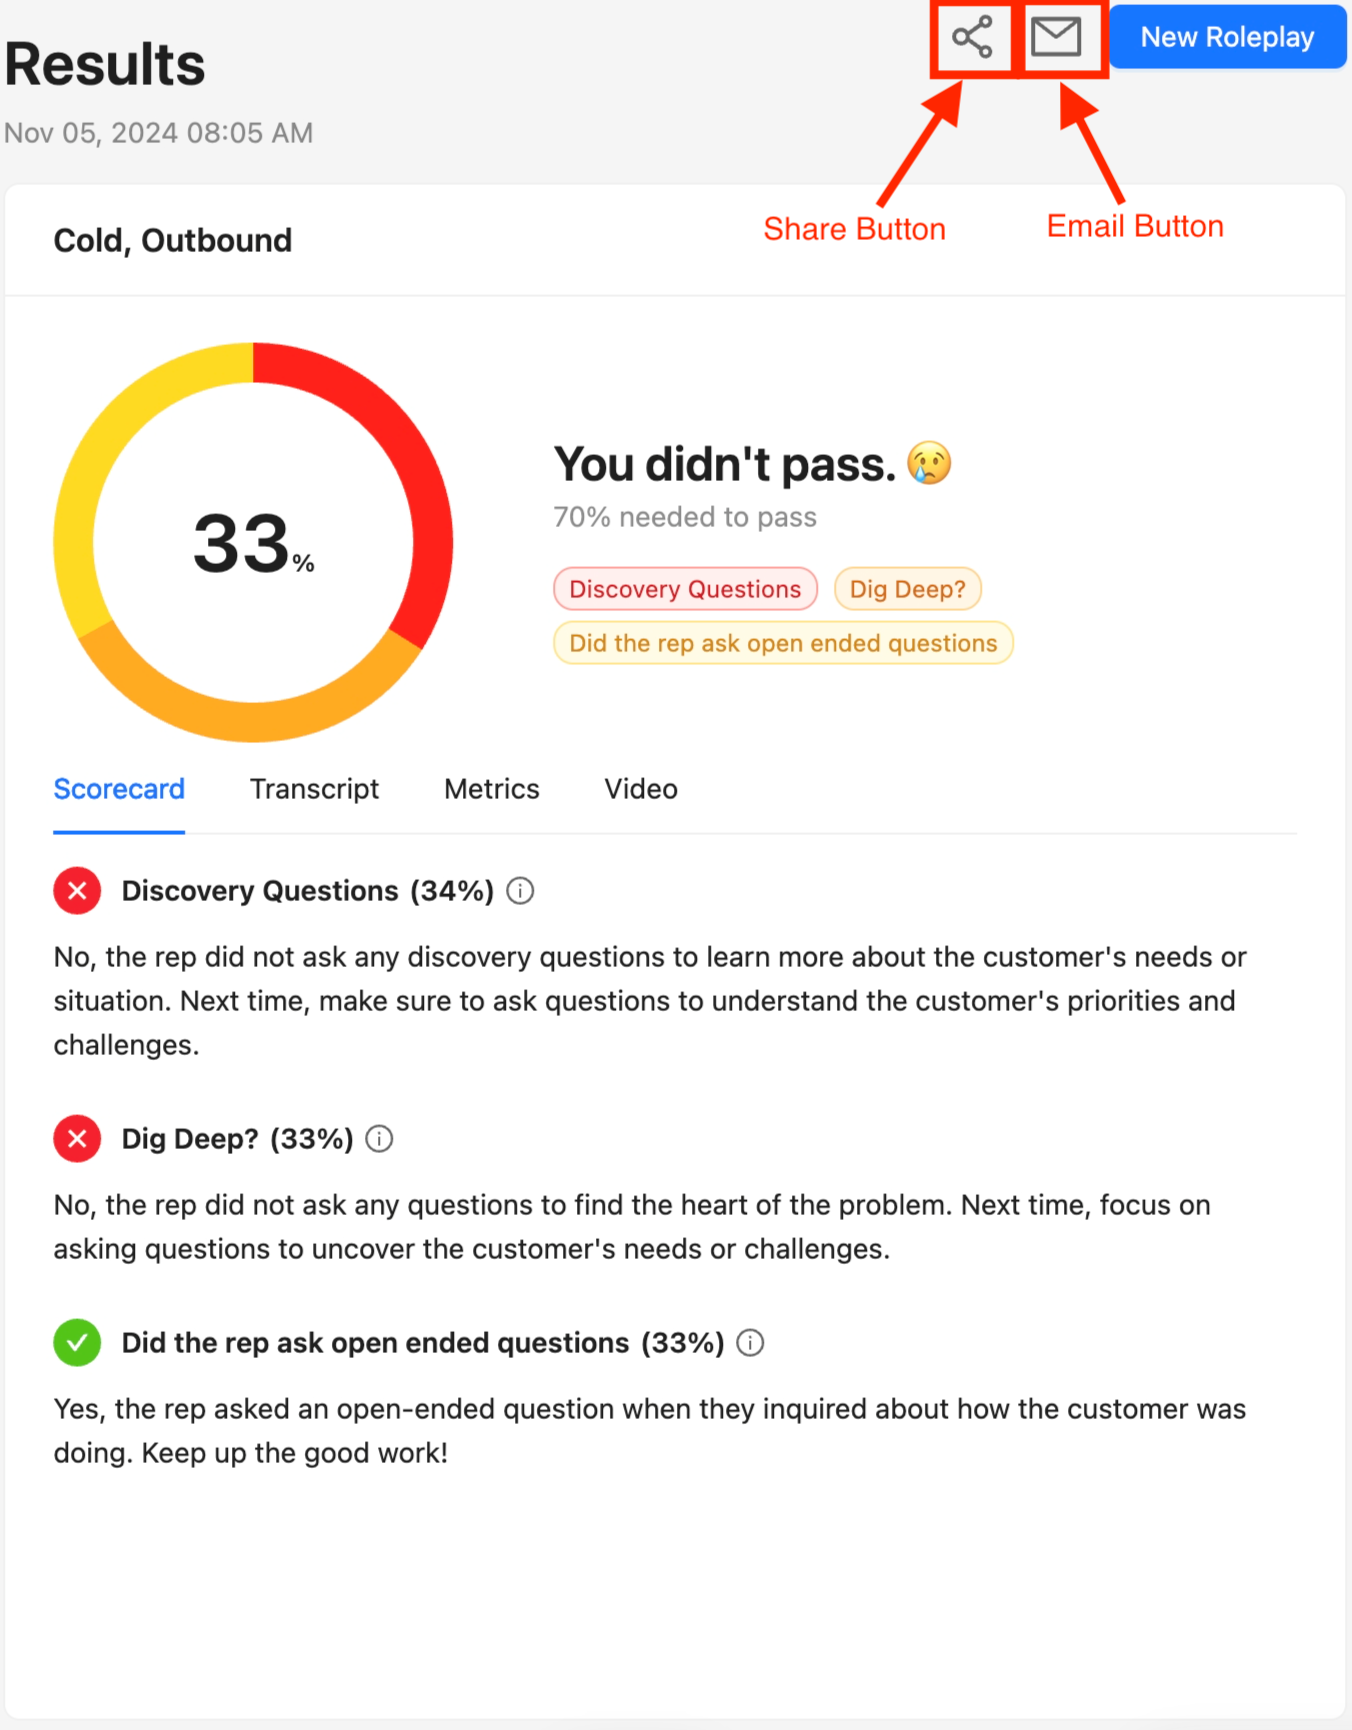 Results
New Roleplay
Nov 05, 2024 08:05 AM
Share Button
Email Button
Cold, Outbound
33%
You didn't pass. 😢
70% needed to pass
Discovery Questions
Dig Deep?
Did the rep ask open ended questions
Scorecard
Transcript
Metrics
Video
Discovery Questions (34%)
No, the rep did not ask any discovery questions to learn more about the customer's needs or
situation. Next time, make sure to ask questions to understand the customer's priorities and
challenges.
Dig Deep? (33%)
No, the rep did not ask any questions to find the heart of the problem. Next time, focus on
asking questions to uncover the customer's needs or challenges.
Did the rep ask open ended questions (33%)
Yes, the rep asked an open-ended question when they inquired about how the customer was
doing. Keep up the good work!